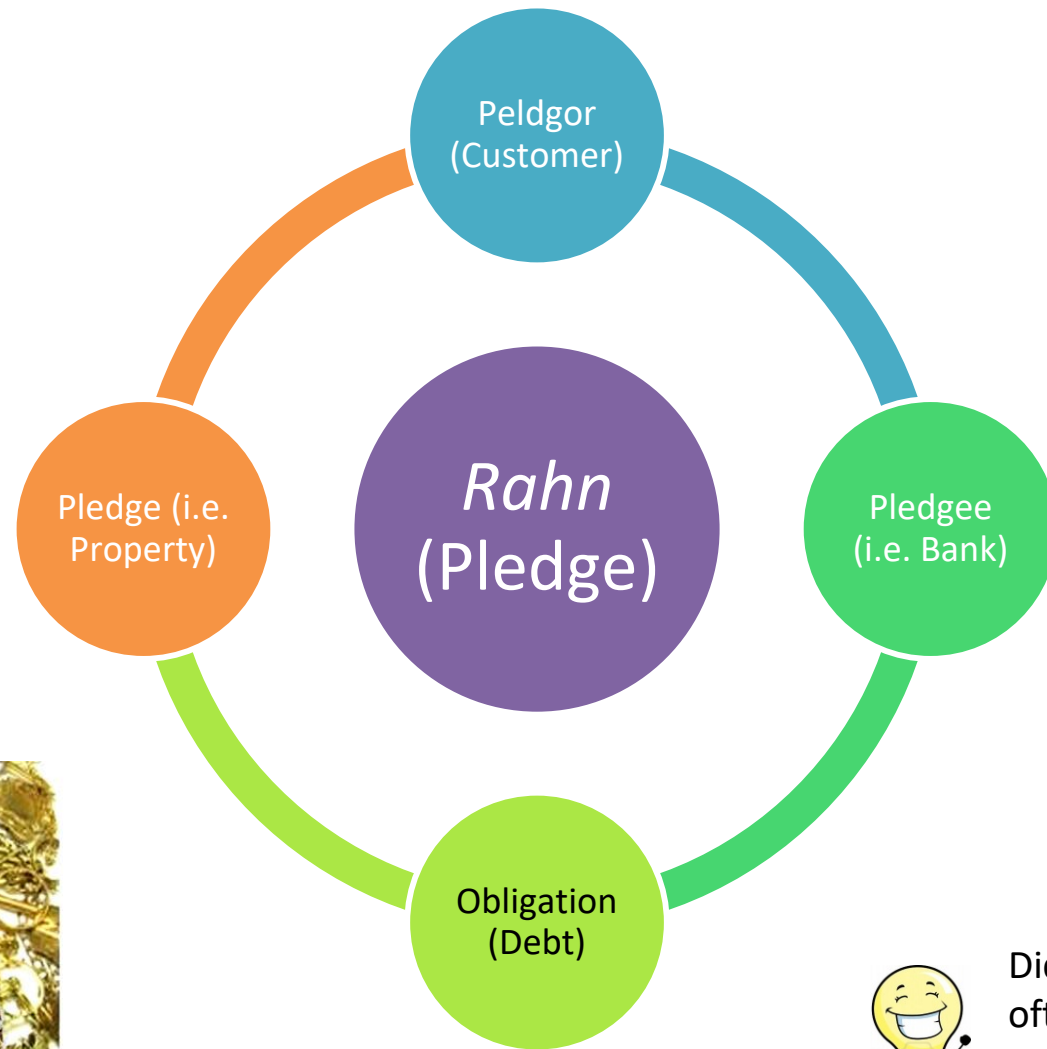 Peldgor
(Customer)
Rahn
(Pledge)
Pledge (i.e.
Property)
Pledgee
(i.e. Bank)
Obligation
(Debt)